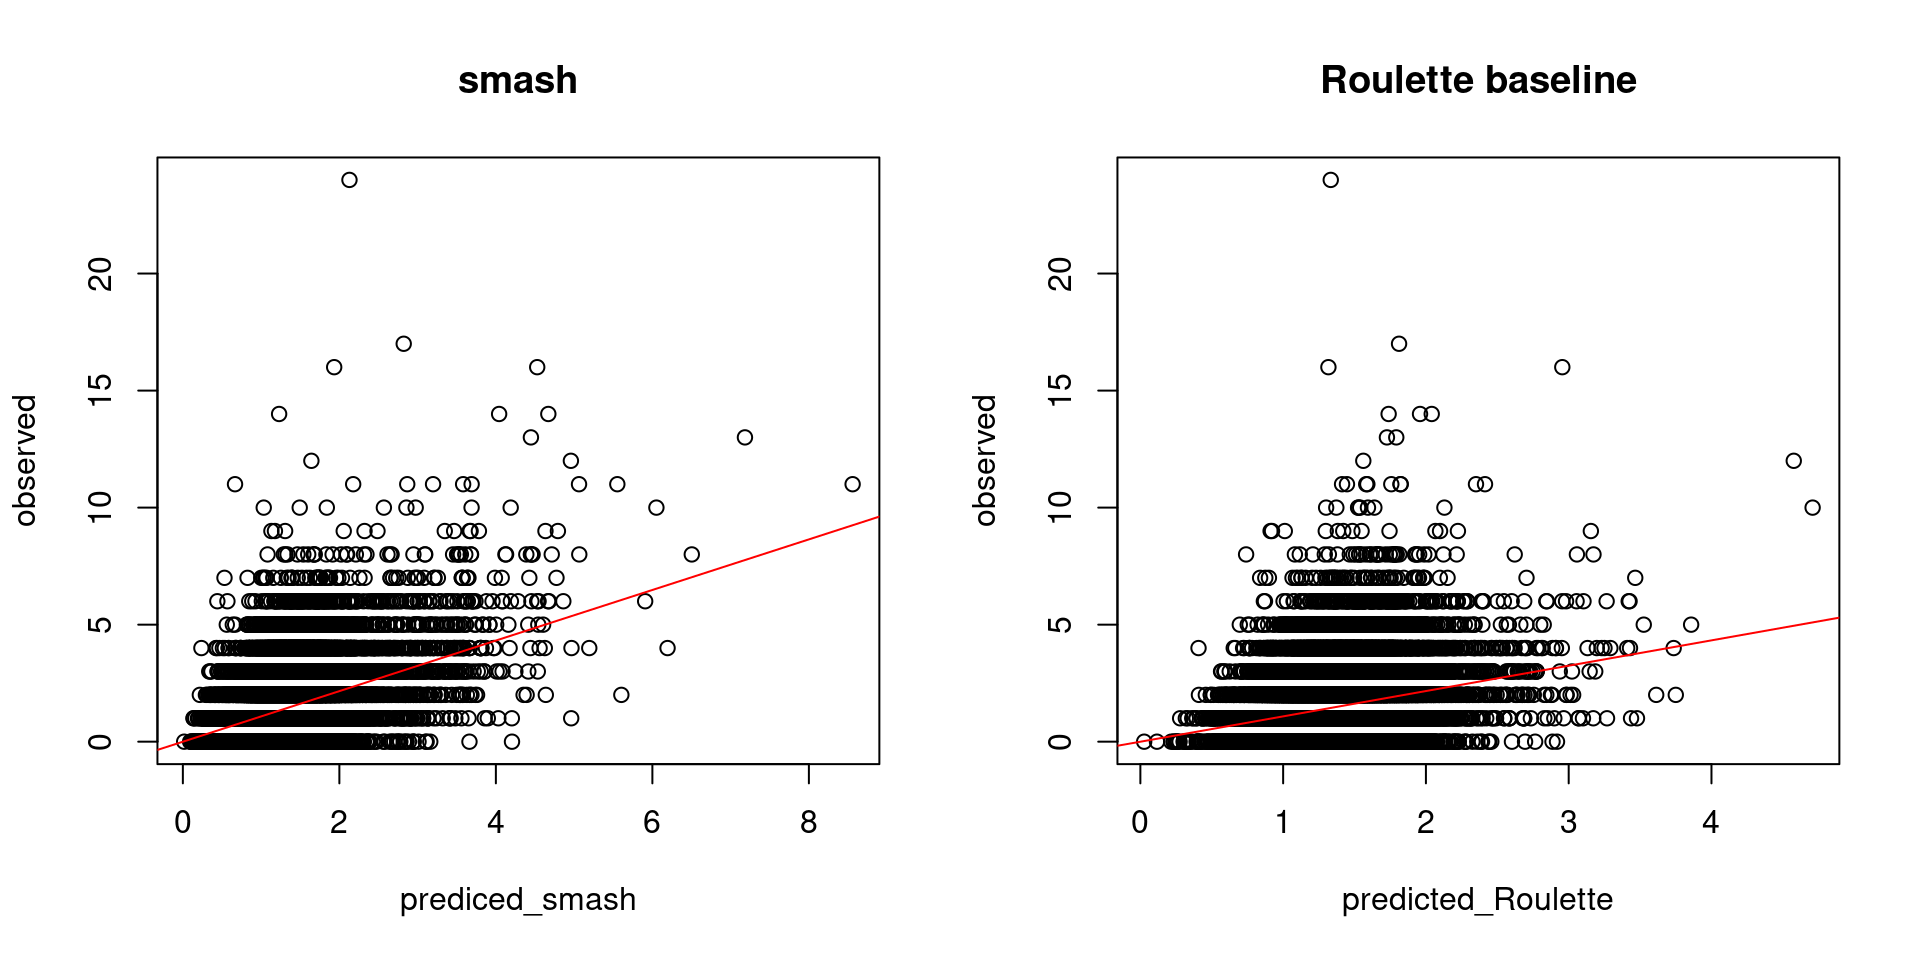 smash
observed
0 5 10 15 20
0 2 4 6 8
prediced_smash
Roulette baseline
observed
0 5 10 15 20
0 1 2 3 4
predicted_Roulette